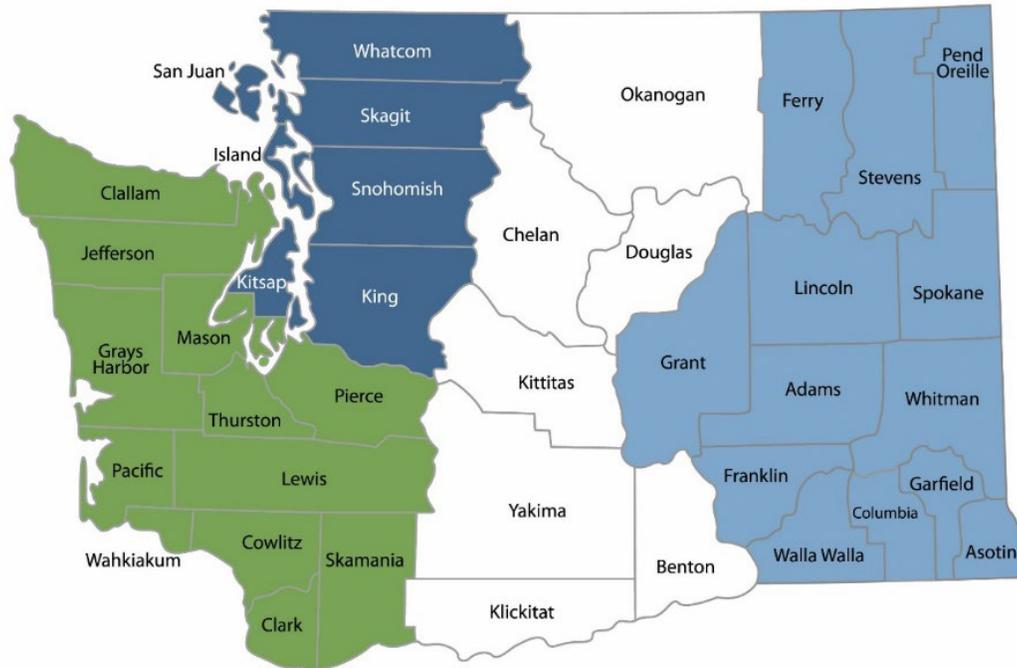 Whatcom
San Juan
Skagit
Island
Snohomish
Kitsap
King
Clallam
Jefferson
Grays
Harbor
Mason
Thurston
Pierce
Pacific
Lewis
Wahkiakum
Cowlitz
Skamania
Clark
Okanogan
Chelan
Douglas
Kittitas
Yakima
Benton
Klickitat
Ferry
Stevens
Pend
Oreille
Lincoln
Spokane
Grant
Adams
Whitman
Franklin
Walla Walla
Columbia
Garfield
Asotin